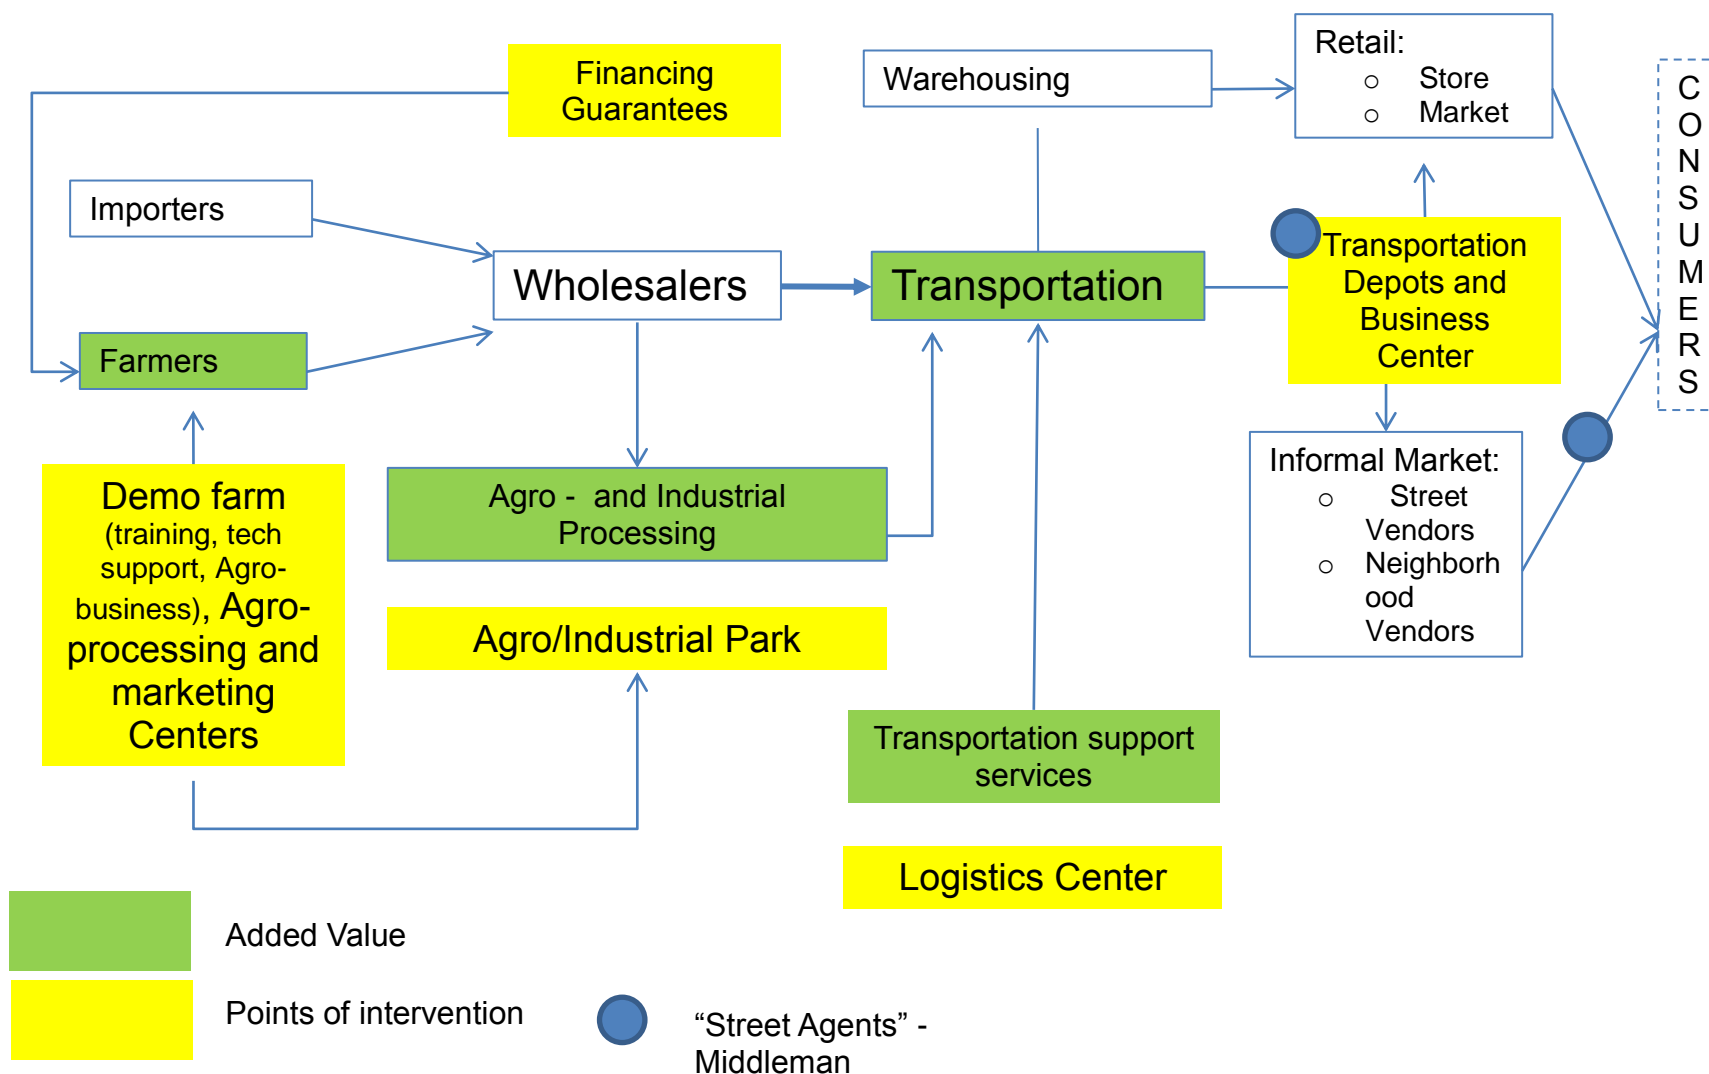 Financing
Guarantees
Warehousing
Retail:
o Store
o Market
C
O
N
S
U
M
E
R
S
Importers
Wholesalers
Transportation
Transportation
Depots and
Business
Center
Farmers
Demo farm
(training, tech
support, Agro-
business), Agro-
processing and
marketing
Centers
Agro - and Industrial
Processing
Informal Market:
o Street
Vendors
o Neighborh
ood
Vendors
Agro/Industrial Park
Transportation support
services
Logistics Center
Added Value
Points of intervention
“Street Agents” -
Middleman